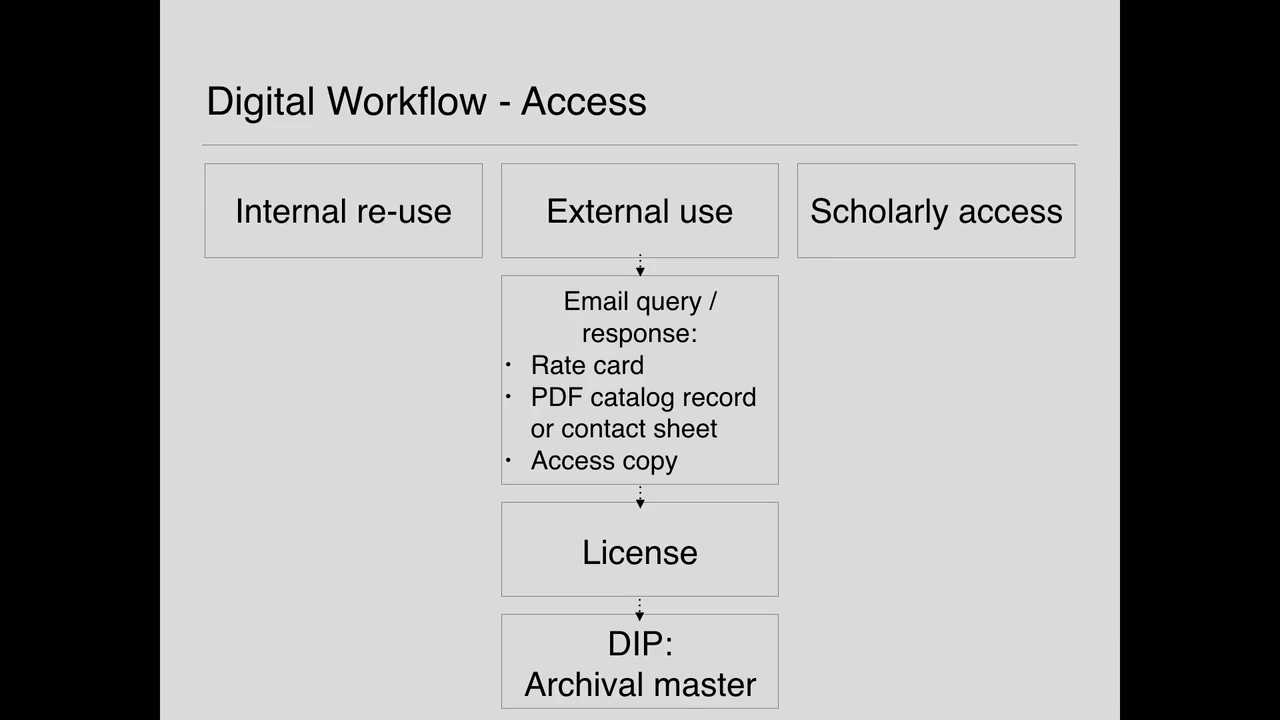 Digital Workflow - Access
Internal re-use
External use
Scholarly access
Email query /
response:
• Rate card
• PDF catalog record
or contact sheet
• Access copy
License
DIP:
Archival master